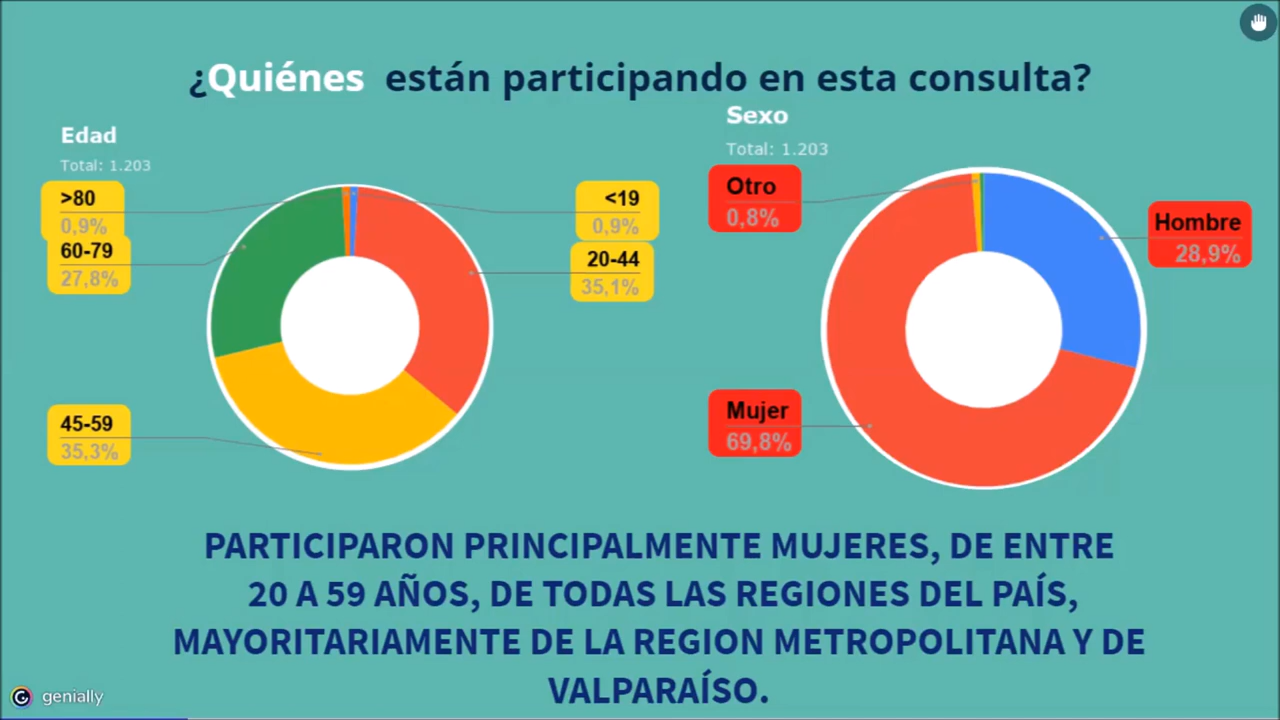 ¿Quiénes están participando en esta consulta?
Edad
Total: 1.203
>80
0,9%
60-79
27,8%
45-59
35,3%
<19
0,9%
20-44
35,1%
Sexo
Total: 1.203
Otro
0,8%
Hombre
28,9%
Mujer
69,8%
PARTICIPARON PRINCIPALMENTE MUJERES, DE ENTRE
20 A 59 AÑOS, DE TODAS LAS REGIONES DEL PAÍS,
MAYORITARIAMENTE DE LA REGION METROPOLITANA Y DE
VALPARAÍSO.
genially